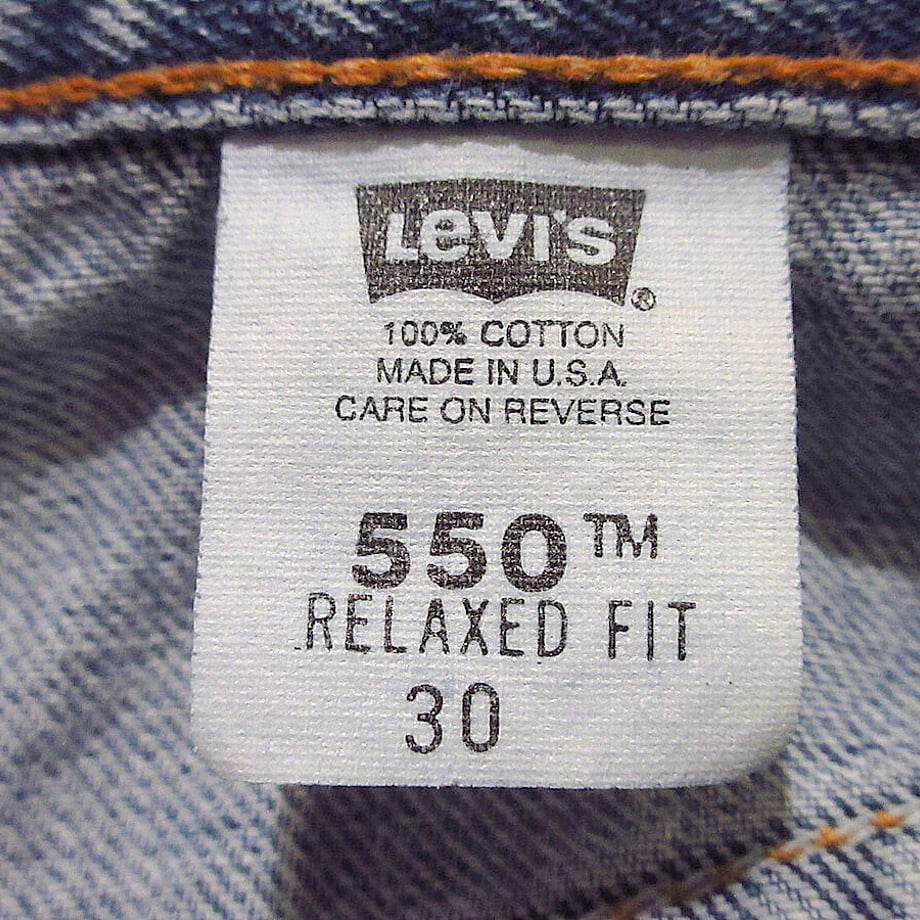 Levi's ®
100% COTTON
MADE IN U.S.A.
CARE ON REVERSE
550™
RELAXED FIT
30